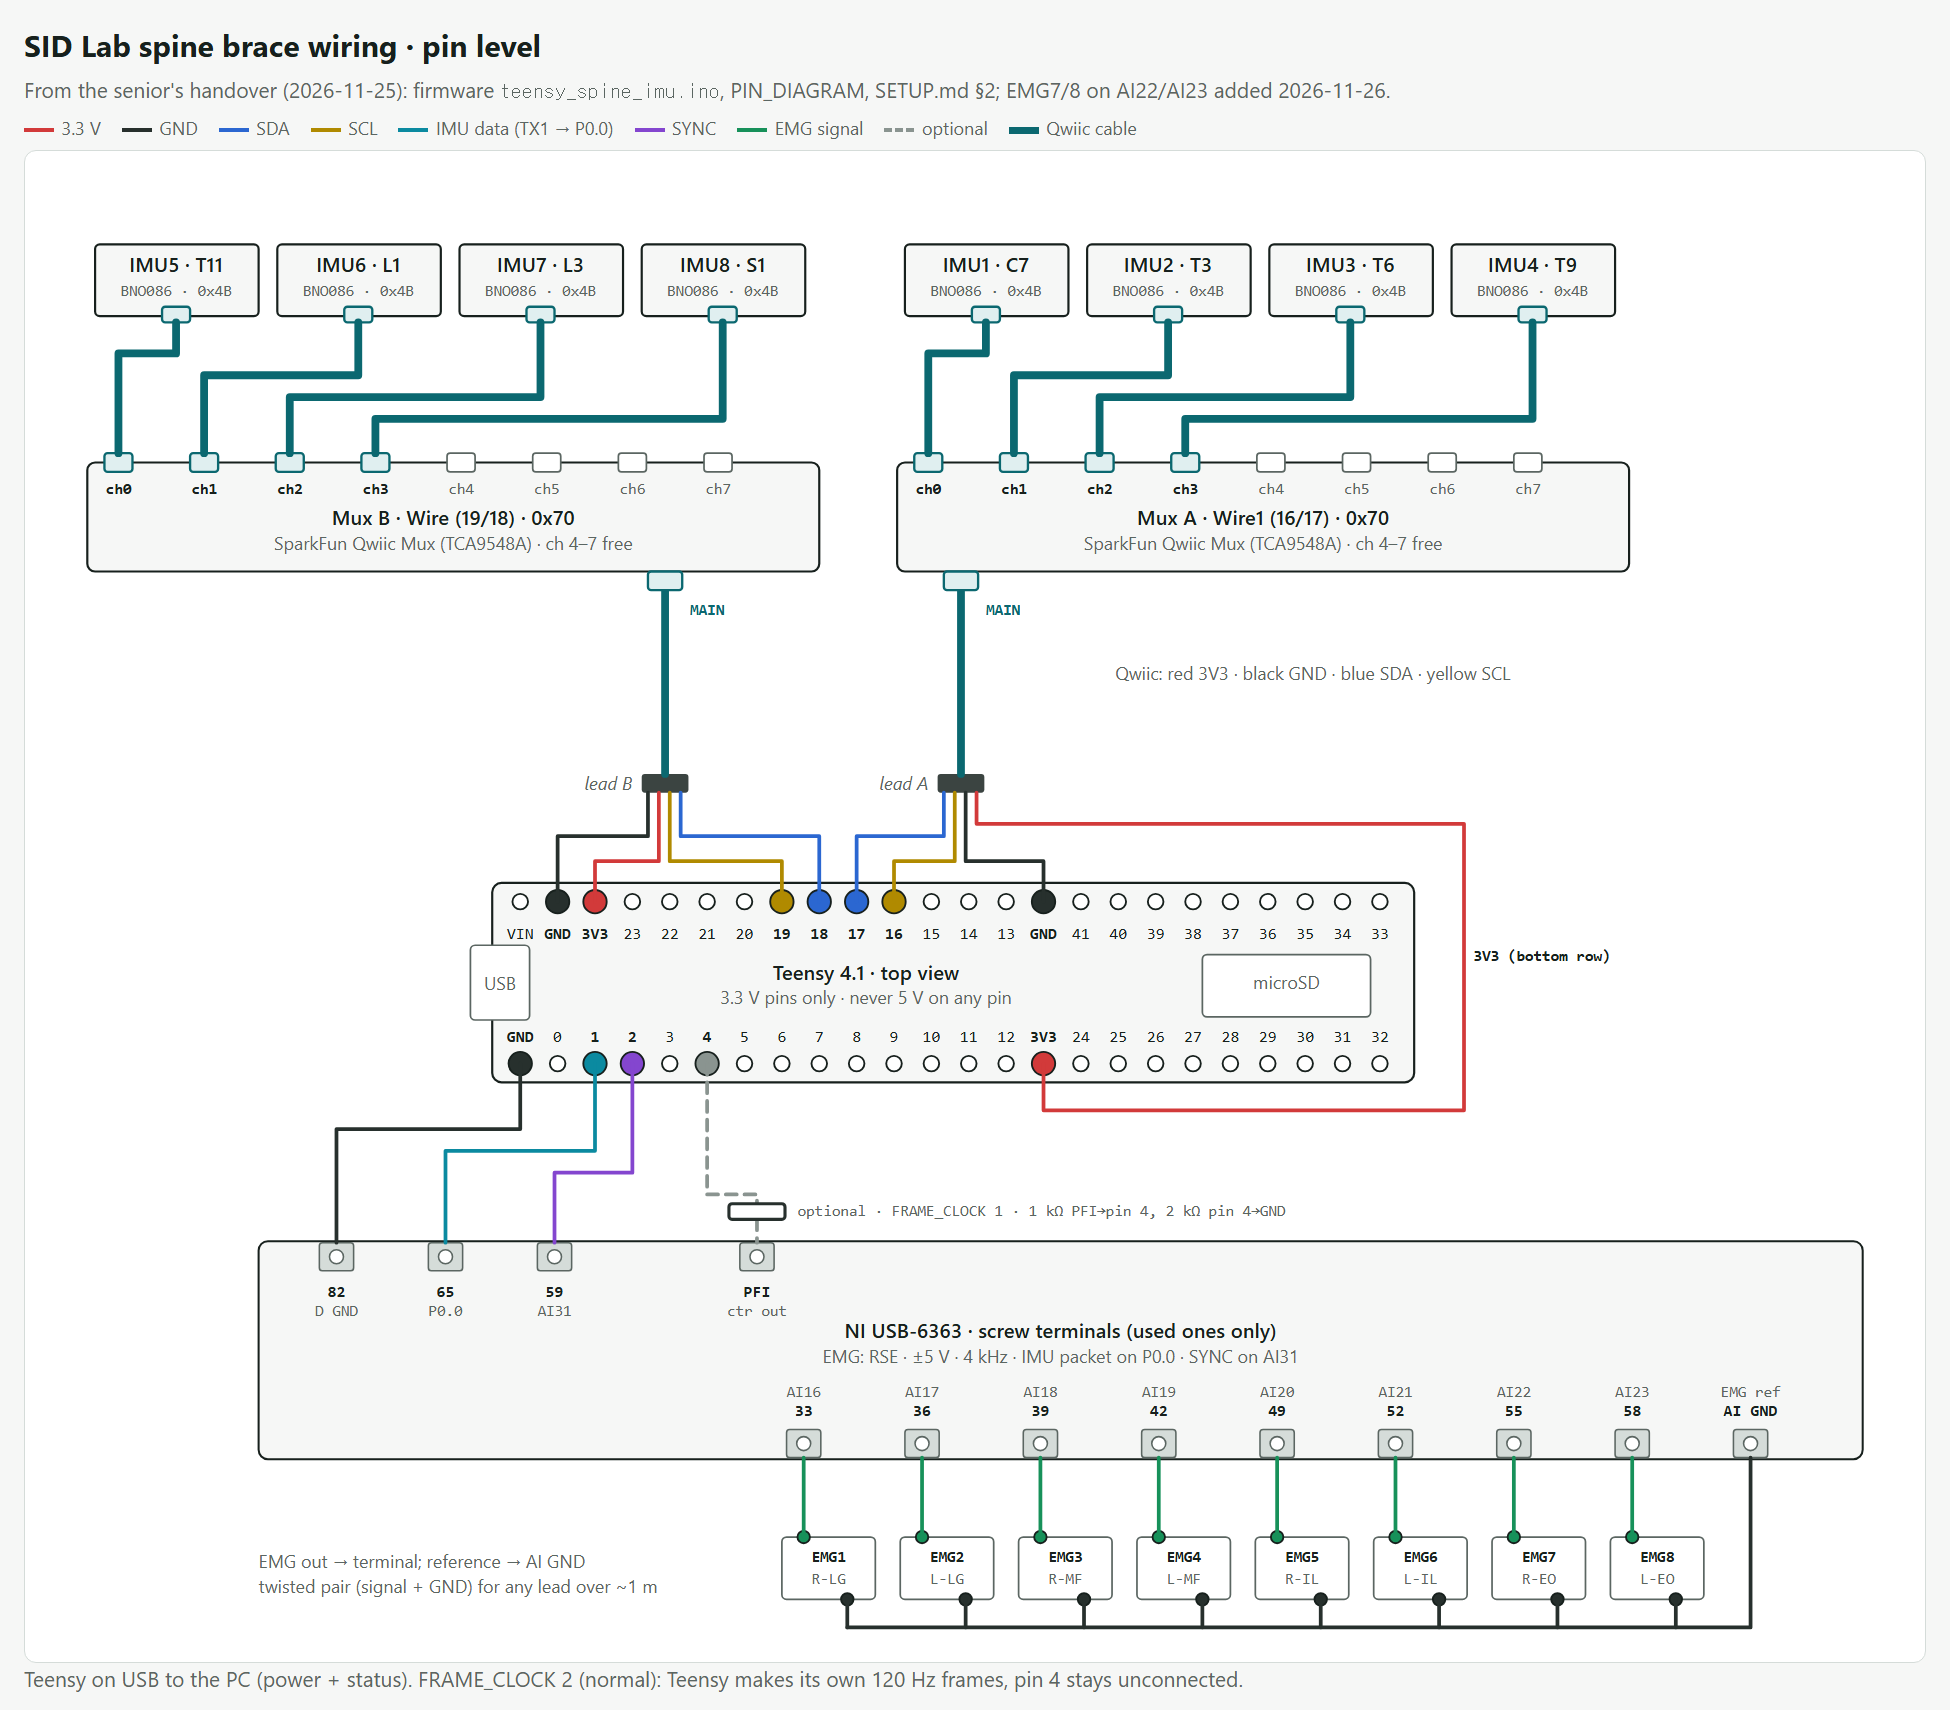 SID Lab spine brace wiring · pin level
From the senior's handover (2026-11-25): firmware teensy_spine_imu.ino, PIN_DIAGRAM, SETUP.md §2; EMG7/8 on AI22/AI23 added 2026-11-26.
3.3 V GND SDA SCL IMU data (TX1 → P0.0) SYNC EMG signal optional Qwiic cable
IMU5 · T11 IMU6 · L1 IMU7 · L3 IMU8 · S1 IMU1 · C7 IMU2 · T3 IMU3 · T6 IMU4 · T9
BNO086 · 0x4B BNO086 · 0x4B BNO086 · 0x4B BNO086 · 0x4B BNO086 · 0x4B BNO086 · 0x4B BNO086 · 0x4B BNO086 · 0x4B
ch0 ch1 ch2 ch3 ch4 ch5 ch6 ch7 ch0 ch1 ch2 ch3 ch4 ch5 ch6 ch7
Mux B · Wire (19/18) · 0x70 Mux A · Wire1 (16/17) · 0x70
SparkFun Qwiic Mux (TCA9548A) · ch 4–7 free SparkFun Qwiic Mux (TCA9548A) · ch 4–7 free
MAIN MAIN
Qwiic: red 3V3 · black GND · blue SDA · yellow SCL
lead B lead A
VIN GND 3V3 23 22 21 20 19 18 17 16 15 14 13 GND 41 40 39 38 37 36 35 34 33
3V3 (bottom row)
Teensy 4.1 · top view
USB microSD
3.3 V pins only · never 5 V on any pin
GND 0 1 2 3 4 5 6 7 8 9 10 11 12 3V3 24 25 26 27 28 29 30 31 32
optional · FRAME_CLOCK 1 · 1 kΩ PFI→pin 4, 2 kΩ pin 4→GND
82 65 59 PFI
D GND P0.0 AI31 ctr out
NI USB-6363 · screw terminals (used ones only)
EMG: RSE · ±5 V · 4 kHz · IMU packet on P0.0 · SYNC on AI31
AI16 AI17 AI18 AI19 AI20 AI21 AI22 AI23 EMG ref
33 36 39 42 49 52 55 58 AI GND
EMG1 EMG2 EMG3 EMG4 EMG5 EMG6 EMG7 EMG8
R-LG L-LG R-MF L-MF R-IL L-IL R-EO L-EO
EMG out → terminal; reference → AI GND
twisted pair (signal + GND) for any lead over ~1 m
Teensy on USB to the PC (power + status). FRAME_CLOCK 2 (normal): Teensy makes its own 120 Hz frames, pin 4 stays unconnected.